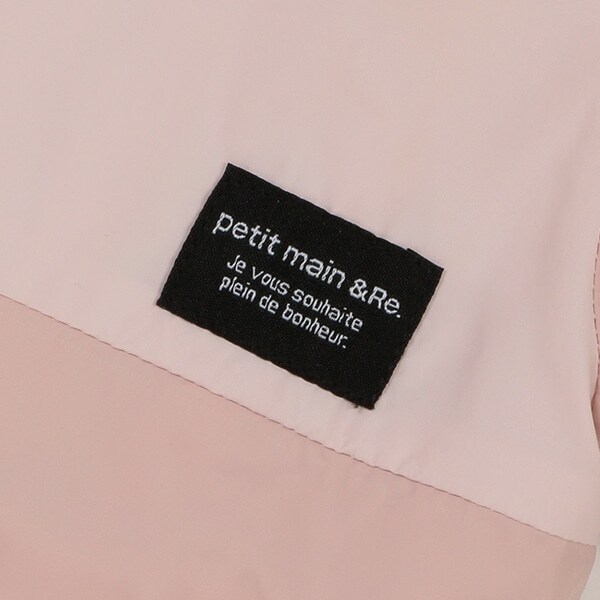 petit main &Re.
Je vous souhaite
plein de bonheur.